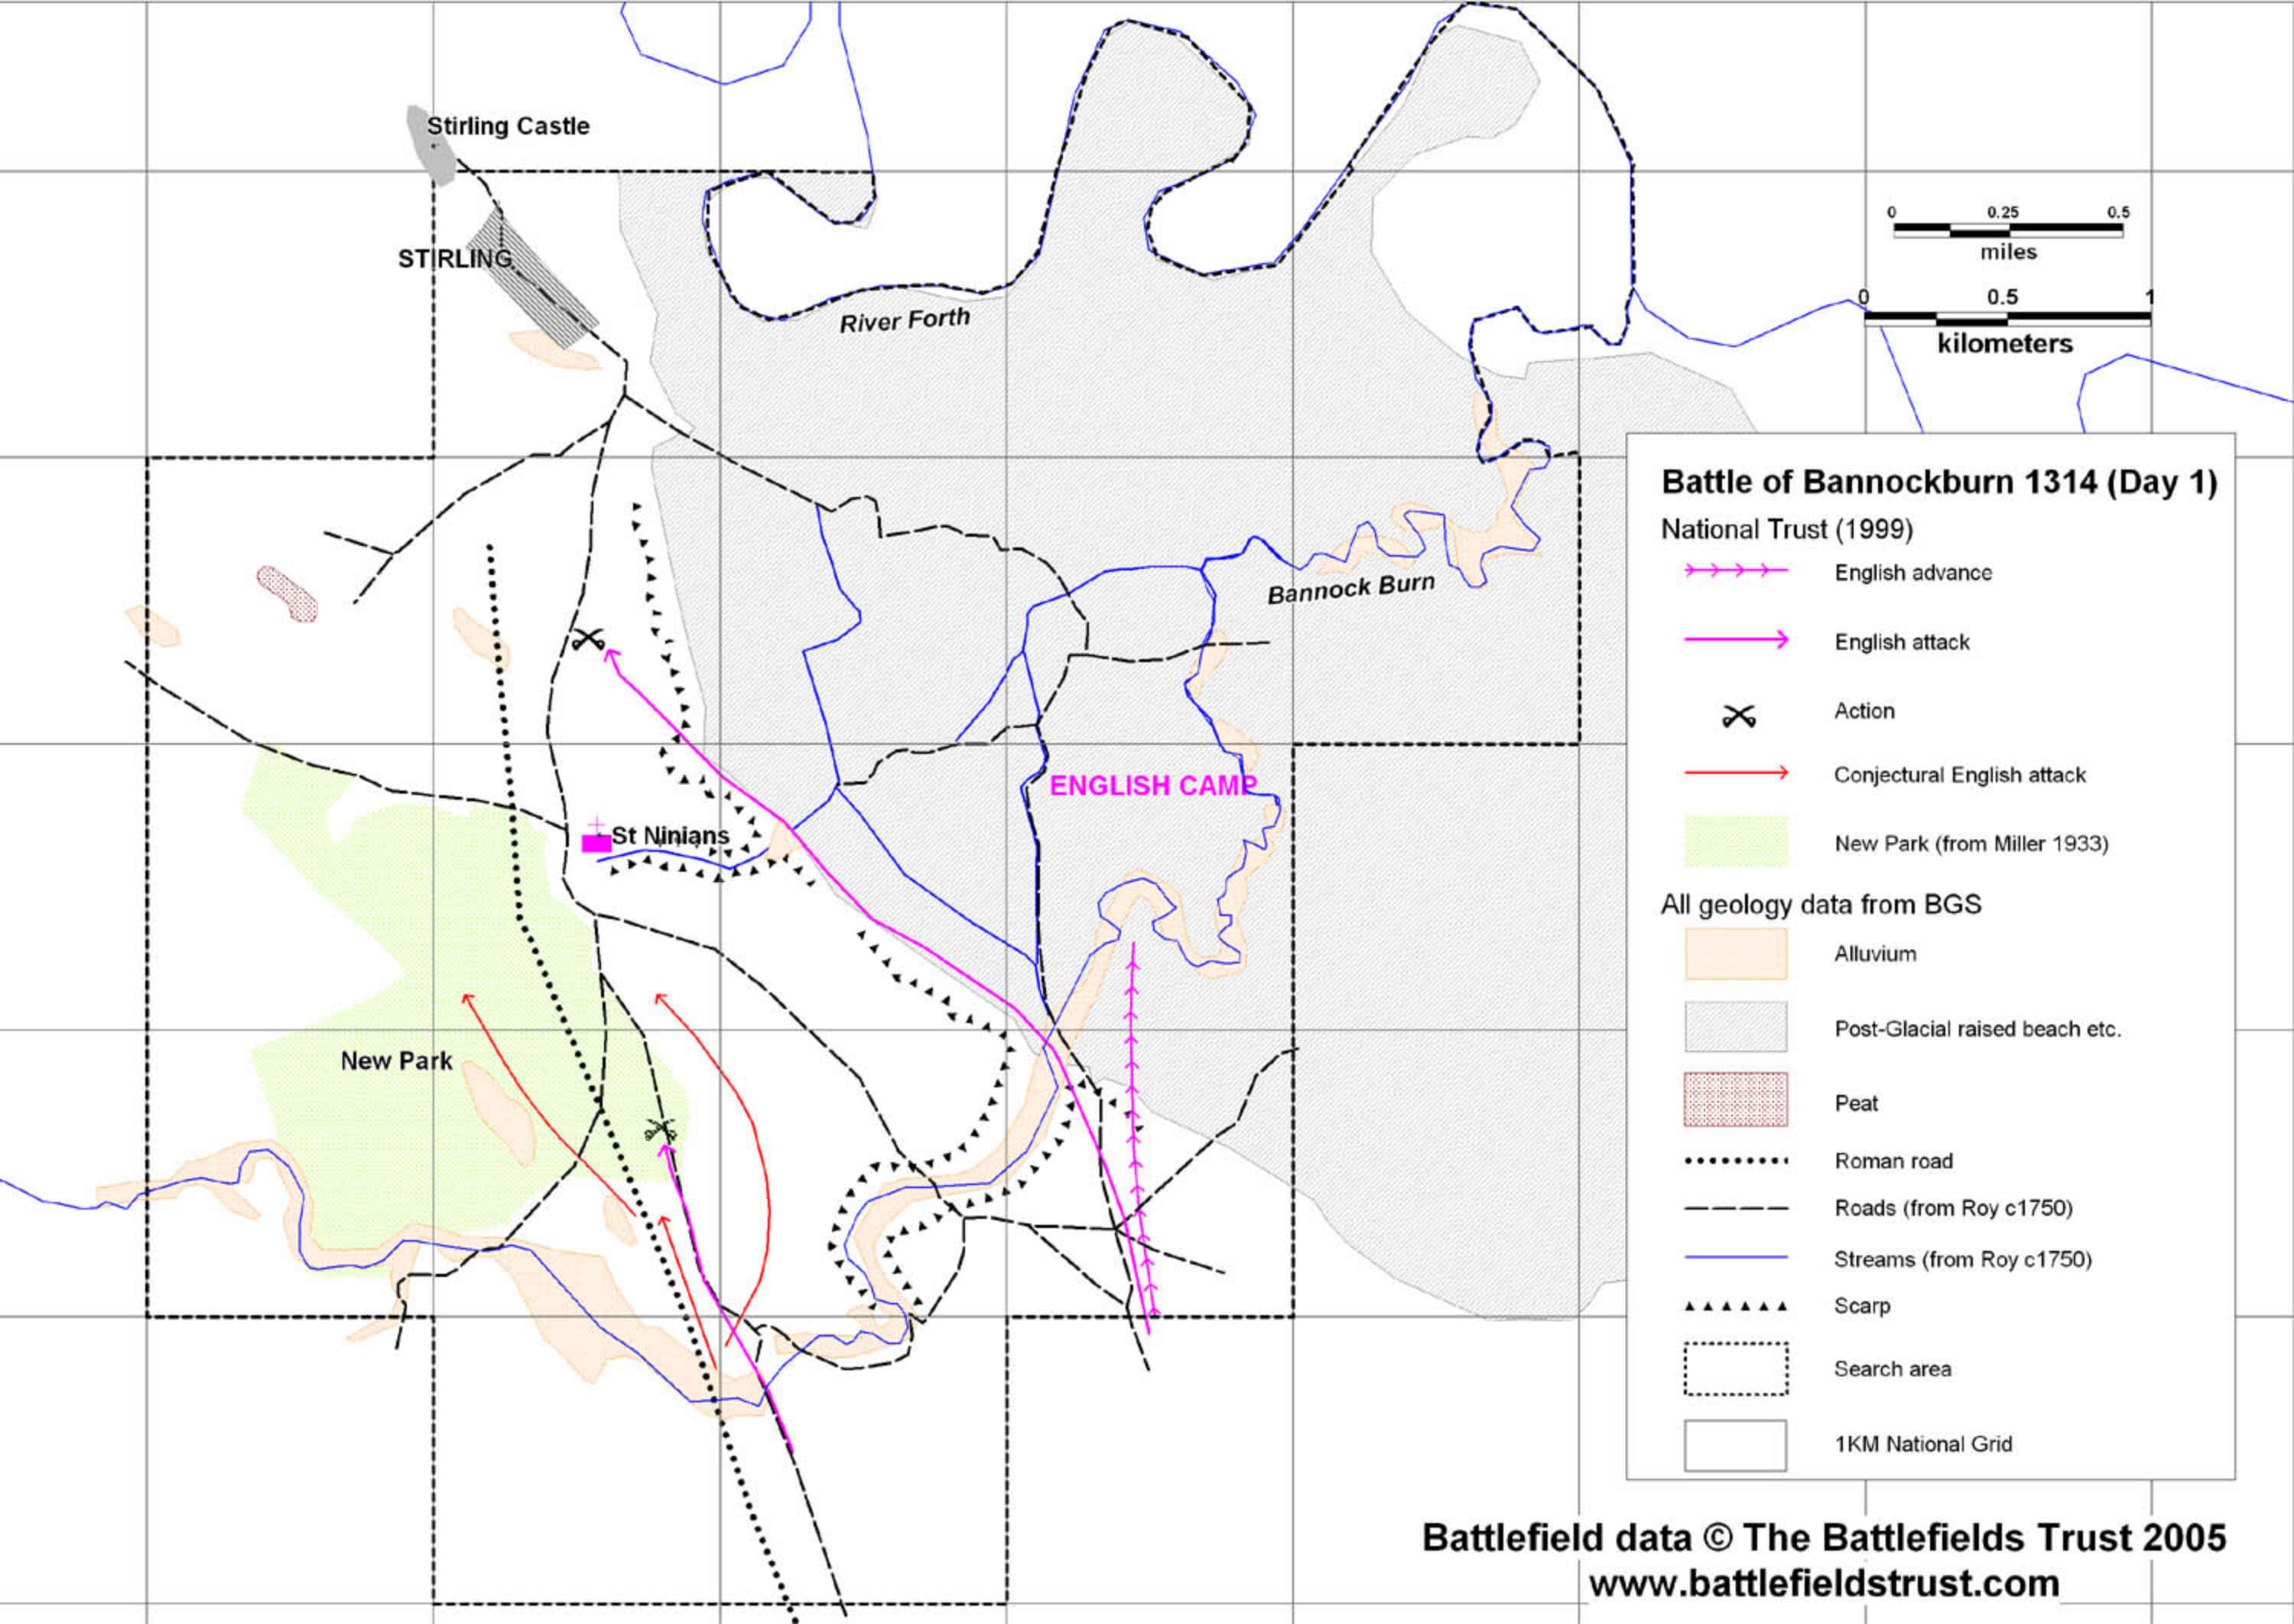 Stirling Castle
STIRLING
River Forth
0 0.25 0.5
miles
0 0.5 1
kilometers
Bannock Burn
ENGLISH CAMP
St Ninians
New Park
Battle of Bannockburn 1314 (Day 1)
National Trust (1999)
English advance
English attack
Action
Conjectural English attack
New Park (from Miller 1933)
All geology data from BGS
Alluvium
Post-Glacial raised beach etc.
Peat
Roman road
Roads (from Roy c1750)
Streams (from Roy c1750)
Scarp
Search area
1KM National Grid
Battlefield data © The Battlefields Trust 2005
www.battlefieldstrust.com